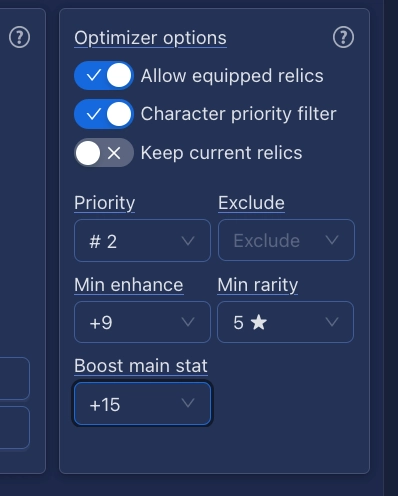 Optimizer options
Allow equipped relics
Character priority filter
Keep current relics
Priority Exclude
# 2 Exclude
Min enhance Min rarity
+9 5 ★
Boost main stat
+15